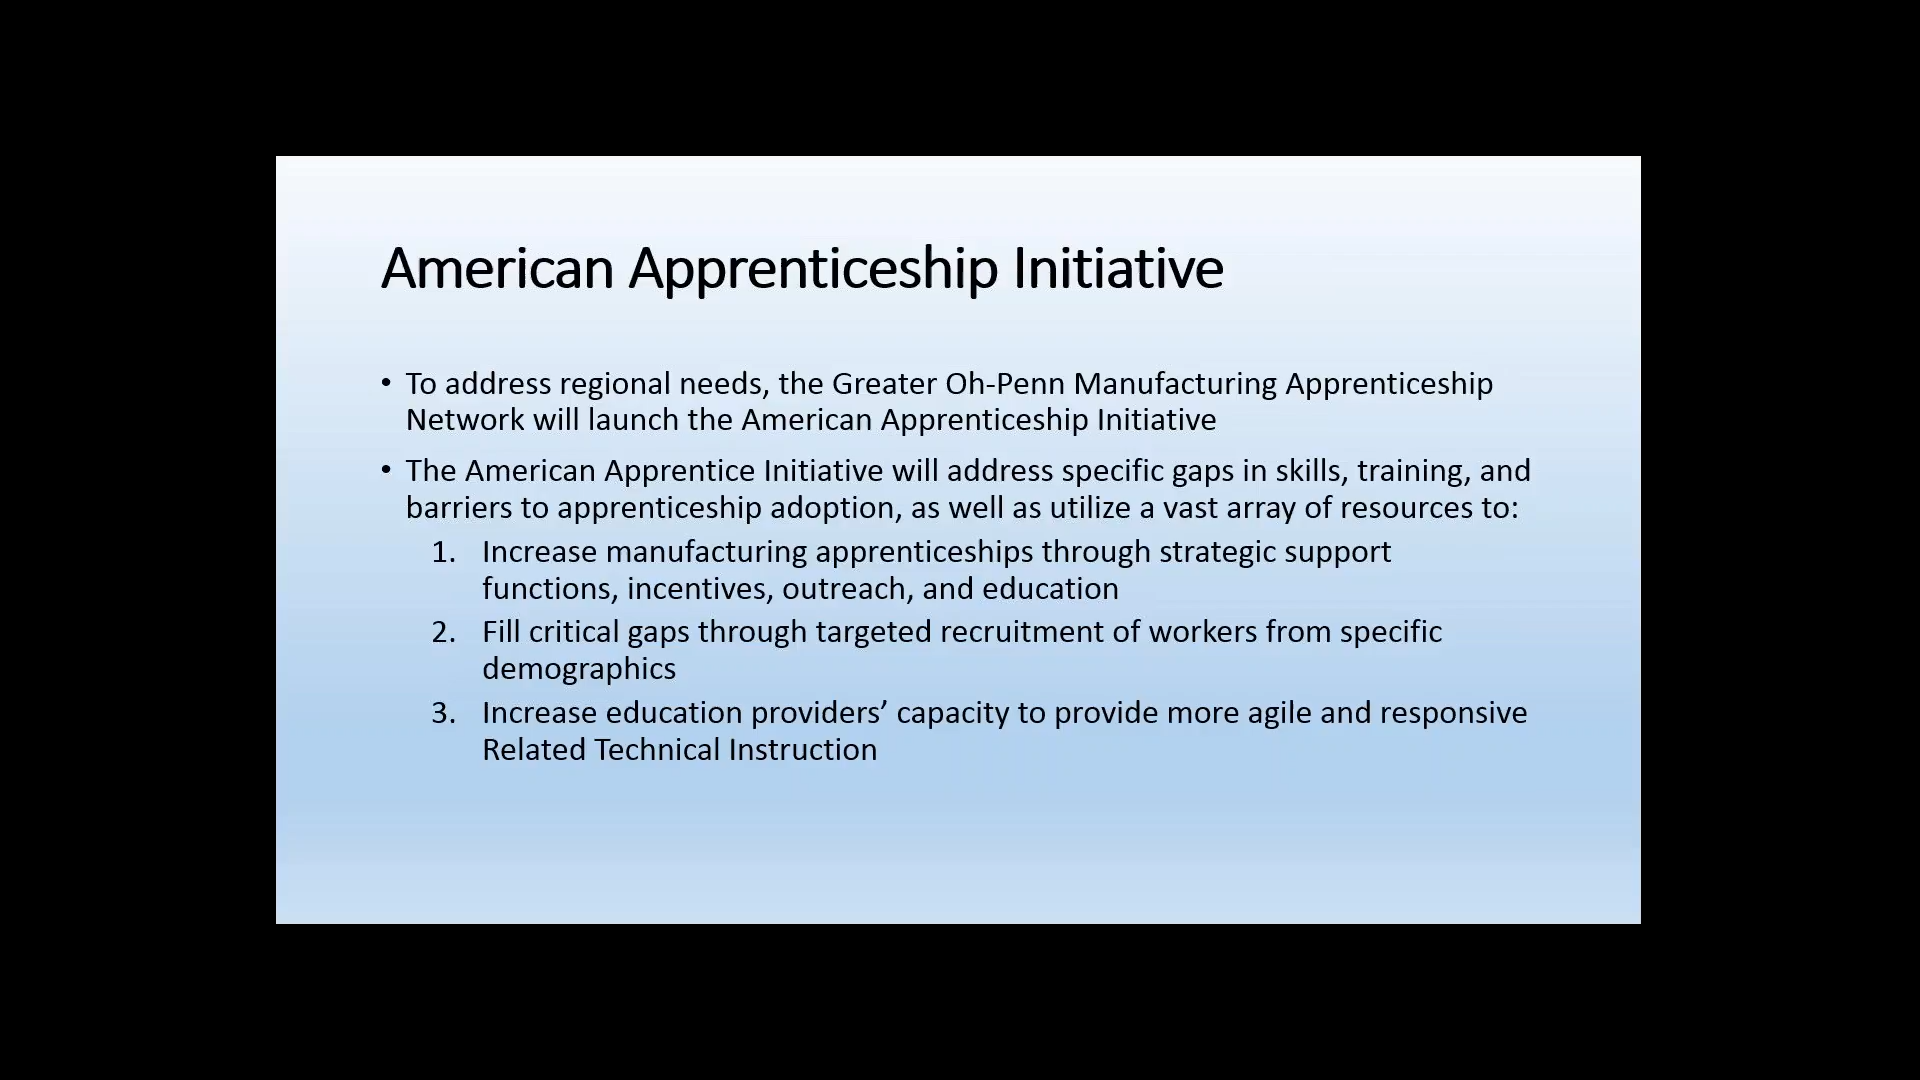 American Apprenticeship Initiative
• To address regional needs, the Greater Oh-Penn Manufacturing Apprenticeship
Network will launch the American Apprenticeship Initiative
• The American Apprentice Initiative will address specific gaps in skills, training, and
barriers to apprenticeship adoption, as well as utilize a vast array of resources to:
1. Increase manufacturing apprenticeships through strategic support
functions, incentives, outreach, and education
2. Fill critical gaps through targeted recruitment of workers from specific
demographics
3. Increase education providers’ capacity to provide more agile and responsive
Related Technical Instruction